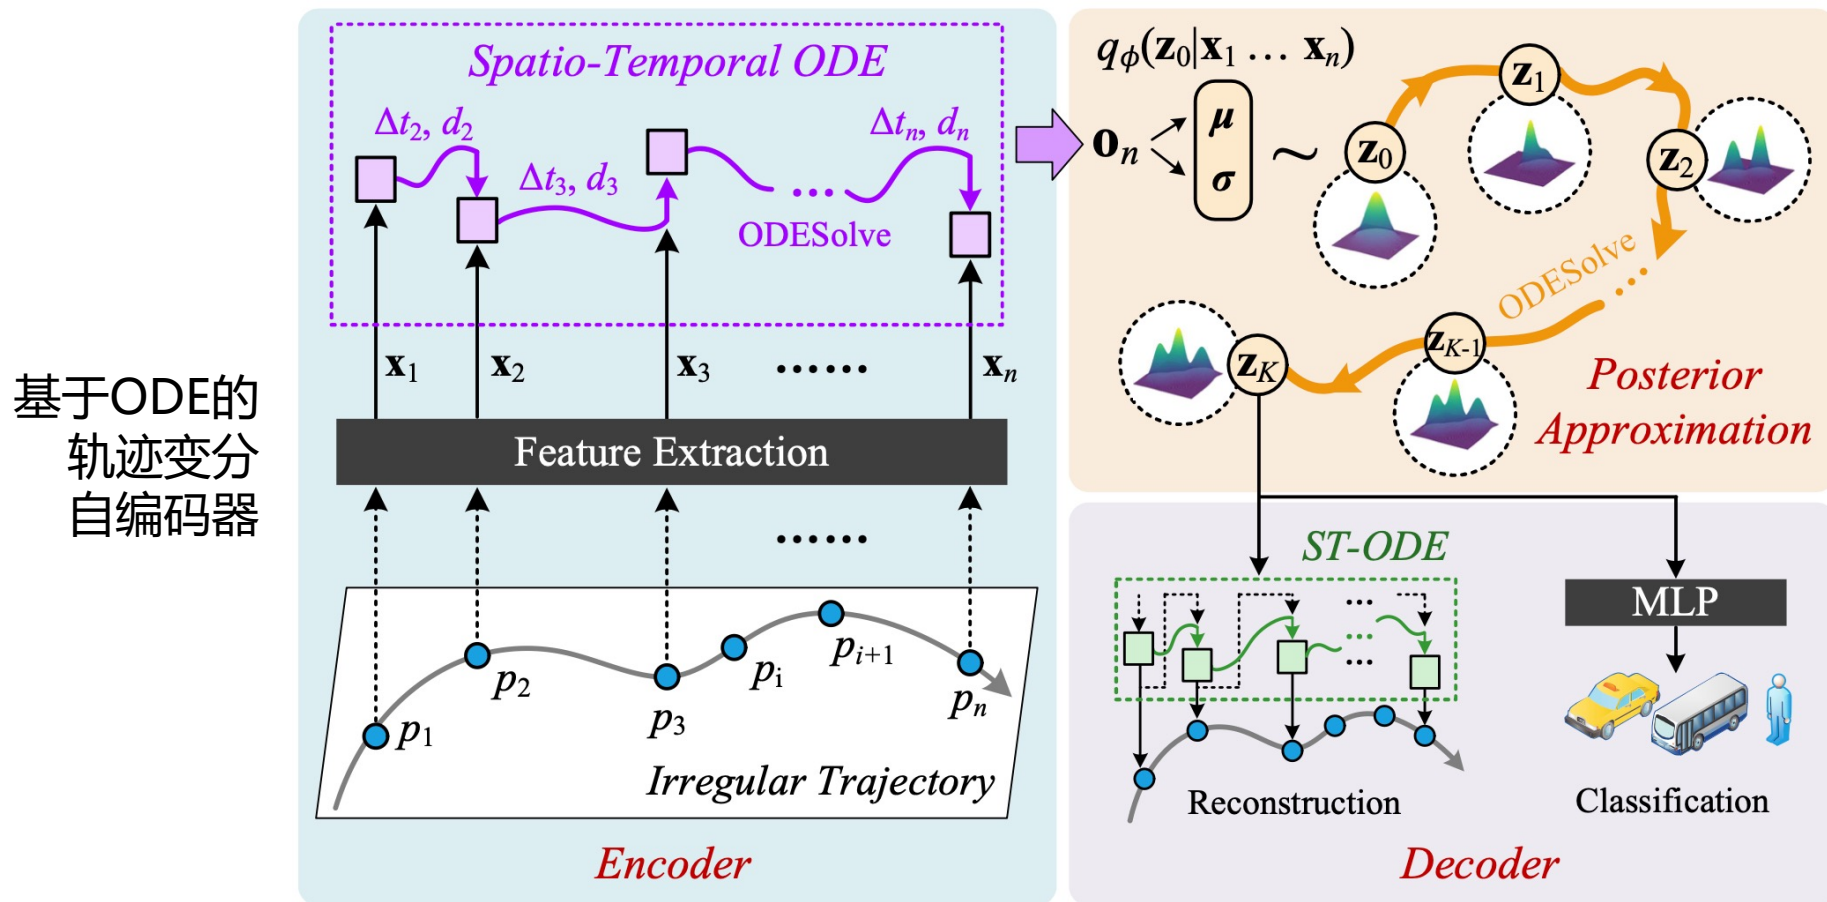 基于ODE的
轨迹变分
自编码器
Spatio-Temporal ODE
Δt₂, d₂
Δt₃, d₃
Δtₙ, dₙ
...
ODESolve
x₁
x₂
x₃
......
xₙ
Feature Extraction
......
p₁
p₂
p₃
pᵢ
pᵢ₊₁
pₙ
Irregular Trajectory
Encoder
qϕ(z₀|x₁ ... xₙ)
oₙ
μ
σ
~
z₀
z₁
z₂
ODESolve
...
z_{K-1}
z_K
Posterior
Approximation
ST-ODE
...
...
...
Reconstruction
MLP
Classification
Decoder